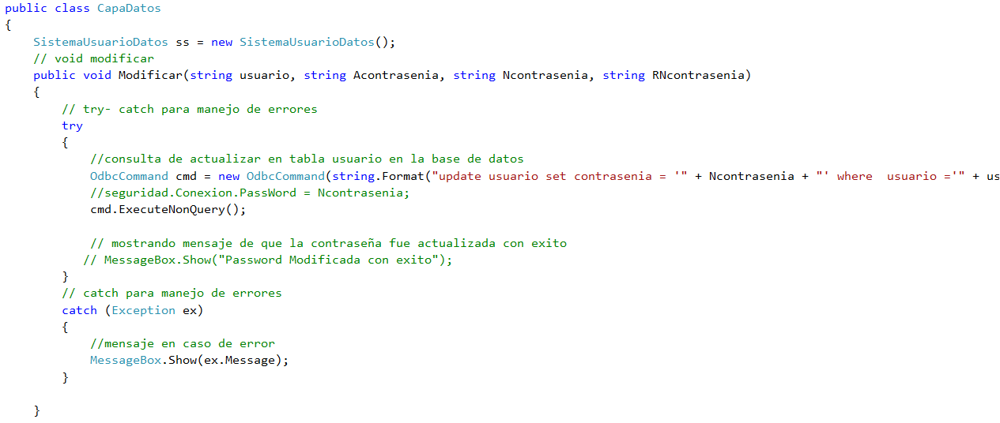 public class CapaDatos
{
SistemaUsuarioDatos ss = new SistemaUsuarioDatos();
// void modificar
public void Modificar(string usuario, string Acontrasenia, string Ncontrasenia, string RNcontrasenia)
{
// try- catch para manejo de errores
try
{
//consulta de actualizar en tabla usuario en la base de datos
OdbcCommand cmd = new OdbcCommand(string.Format("update usuario set contrasenia = '" + Ncontrasenia + "' where  usuario ='" + us
//seguridad.Conexion.PassWord = Ncontrasenia;
cmd.ExecuteNonQuery();
// mostrando mensaje de que la contraseña fue actualizada con exito
// MessageBox.Show("Password Modificada con exito");
}
// catch para manejo de errores
catch (Exception ex)
{
//mensaje en caso de error
MessageBox.Show(ex.Message);
}
}